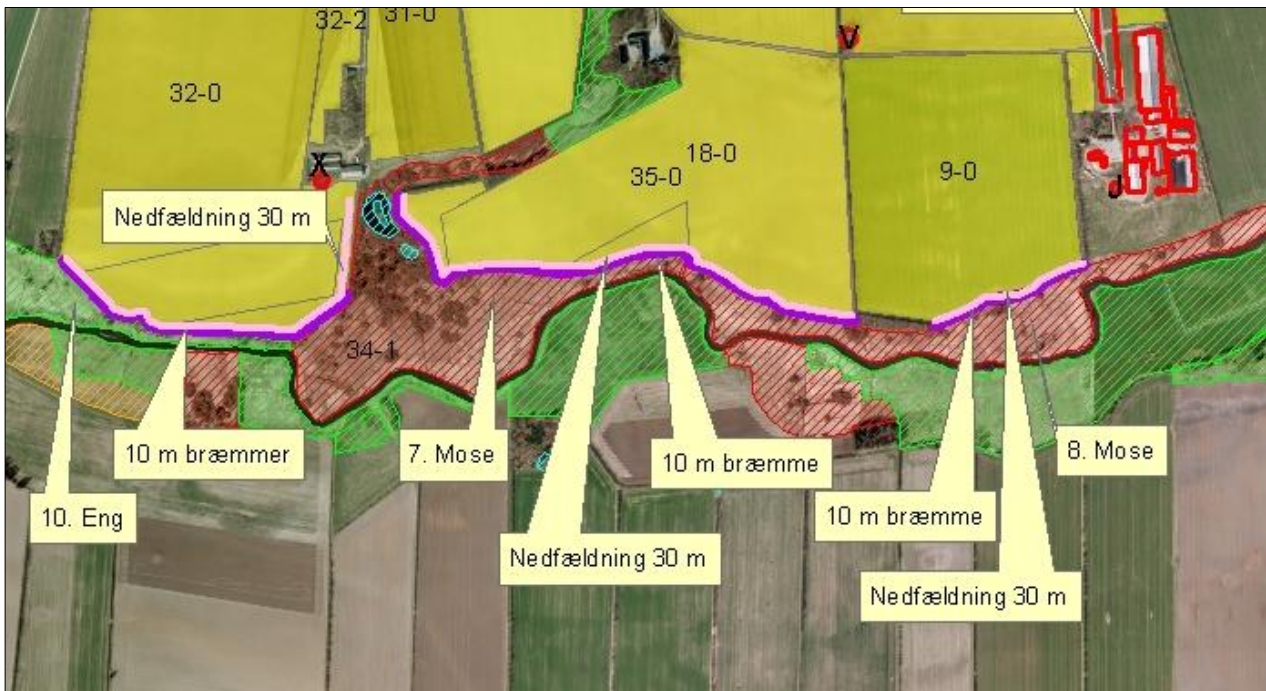 32-2
31-0
V
32-0
18-0
35-0
9-0
X
J
Nedfældning 30 m
34-1
10 m bræmmer
7. Mose
10 m bræmme
8. Mose
10. Eng
10 m bræmme
Nedfældning 30 m
Nedfældning 30 m